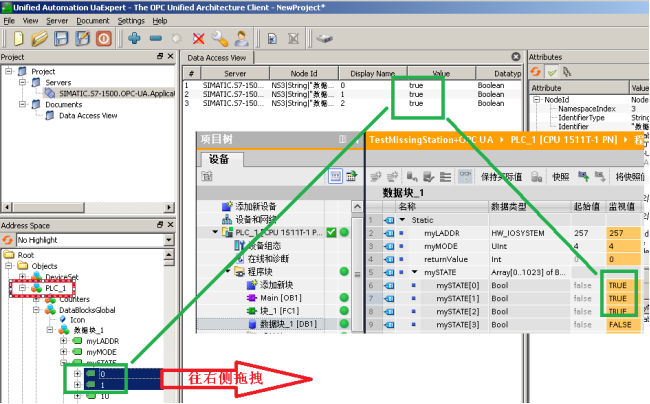 Unified Automation UaExpert - The OPC Unified Architecture Client - NewProject*
File View Server Document Settings Help
Project
Project
Servers
SIMATIC.S7-1500.OPC-UA.Applicat
Documents
Data Access View
Data Access View
# Server Node Id Display Name Value Datatyp
1 SIMATIC.S7-150... NS3|String|"数据... 0 true Boolean
2 SIMATIC.S7-150... NS3|String|"数据... 1 true Boolean
3 SIMATIC.S7-150... NS3|String|"数据... 2 true Boolean
Attributes
Attribute Value
NodeId
NamespaceIndex 3
IdentifierType String
Identifier "数据
Address Space
No Highlight
Root
Objects
DeviceSet
PLC_1
Counters
DataBlocksGlobal
Icon
数据块_1
myLADDR
myMODE
mySTATE
0
1
10
往右侧拖拽
项目树
设备
添加新设备
设备和网络
PLC_1 [CPU 1511T-1 P...
设备组态
在线和诊断
程序块
添加新块
Main [OB1]
块_1 [FC1]
数据块_1 [DB1]
TestMissingStation+OPC UA PLC_1 [CPU 1511T-1 PN] 程
保持实际值 快照 将快照值
数据块_1
名称 数据类型 起始值 监视值
1 Static
2 myLADDR HW_IOSYSTEM 257 257
3 myMODE UInt 4 4
4 returnValue Int 0 0
5 mySTATE Array[0..1023] of B...
6 mySTATE[0] Bool false TRUE
7 mySTATE[1] Bool false TRUE
8 mySTATE[2] Bool false TRUE
9 mySTATE[3] Bool false FALSE